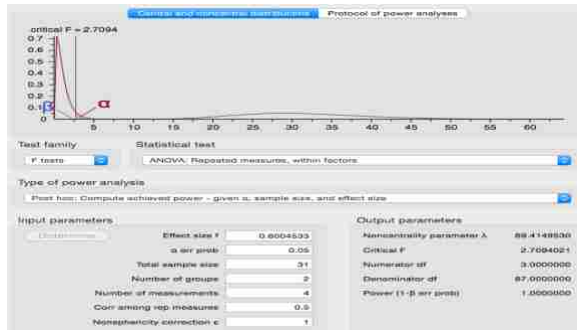 Central and noncentral distributions Protocol of power analyses
critical F = 2.7094
0.7
0.6
0.5
0.4
0.3
0.2
0.1
0
β α
5 10 15 20 25 30 35 40 45 50 55 60
Test family Statistical test
F tests ANOVA: Repeated measures, within factors
Type of power analysis
Post hoc: Compute achieved power - given α, sample size, and effect size
Input parameters Output parameters
Determine Effect size f 0.6004533 Noncentrality parameter λ 89.4149530
α err prob 0.05 Critical F 2.7094021
Total sample size 31 Numerator df 3.0000000
Number of groups 2 Denominator df 87.0000000
Number of measurements 4 Power (1-β err prob) 1.0000000
Corr among rep measures 0.5
Nonsphericity correction ε 1